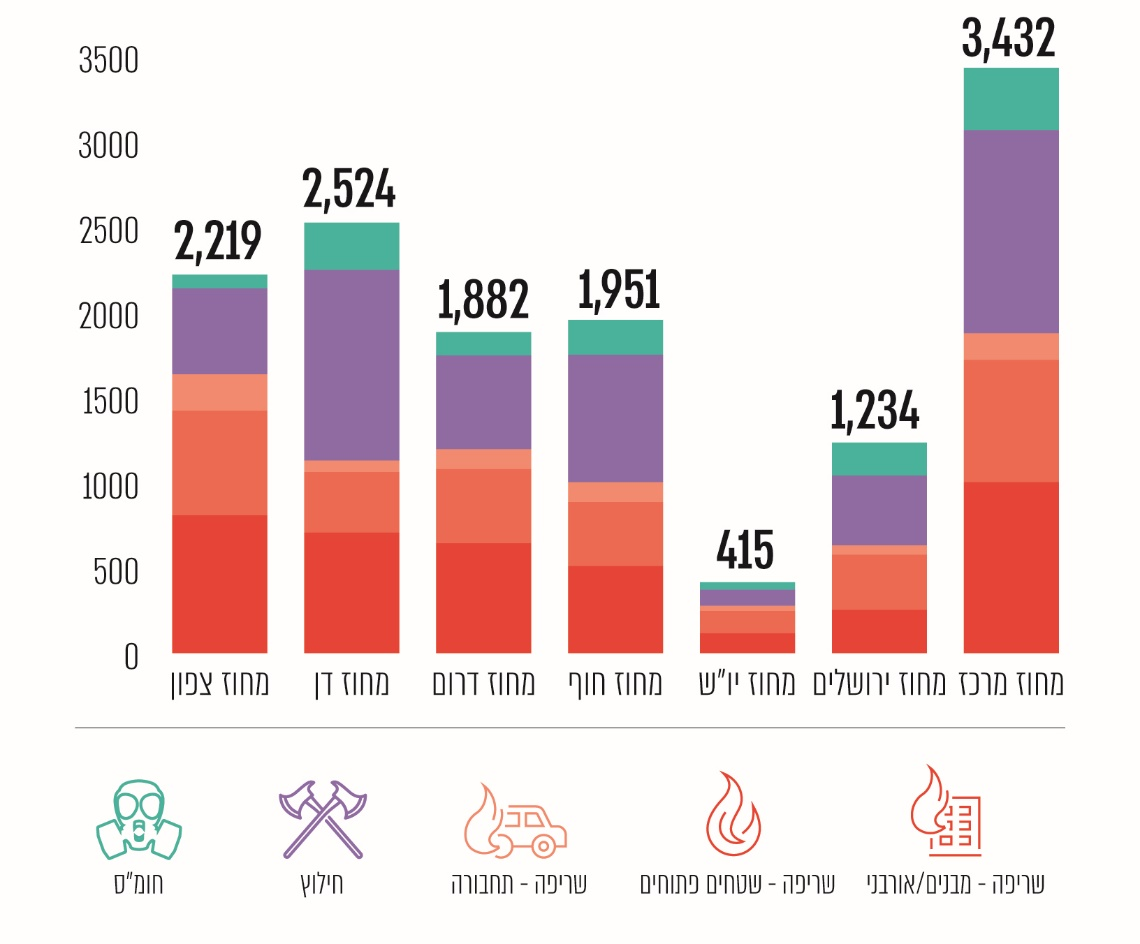 3,432
3500
3000
2,524
2500
2,219
1,951
1,882
2000
1500
1,234
1000
415
500
0
מחוז צפון
מחוז דן
מחוז דרום
מחוז חוף
מחוז יו"ש
מחוז ירושלים
מחוז מרכז
שריפה - מבנים/אורבני
שריפה - שטחים פתוחים
שריפה - תחבורה
חילוץ
חומ"ס